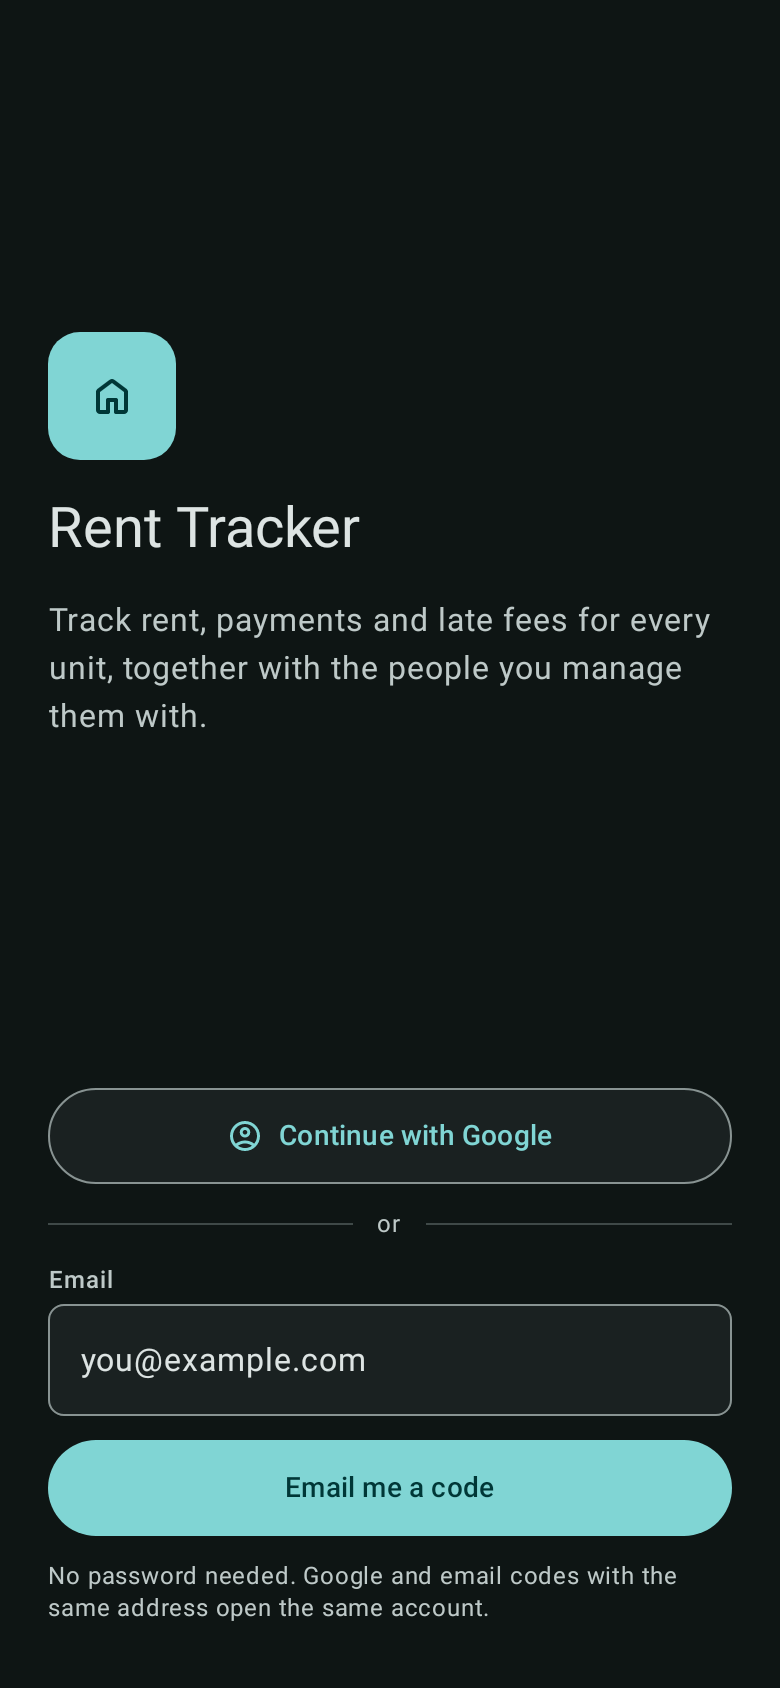 Rent Tracker
Track rent, payments and late fees for every
unit, together with the people you manage
them with.
Continue with Google
or
Email
you@example.com
Email me a code
No password needed. Google and email codes with the
same address open the same account.